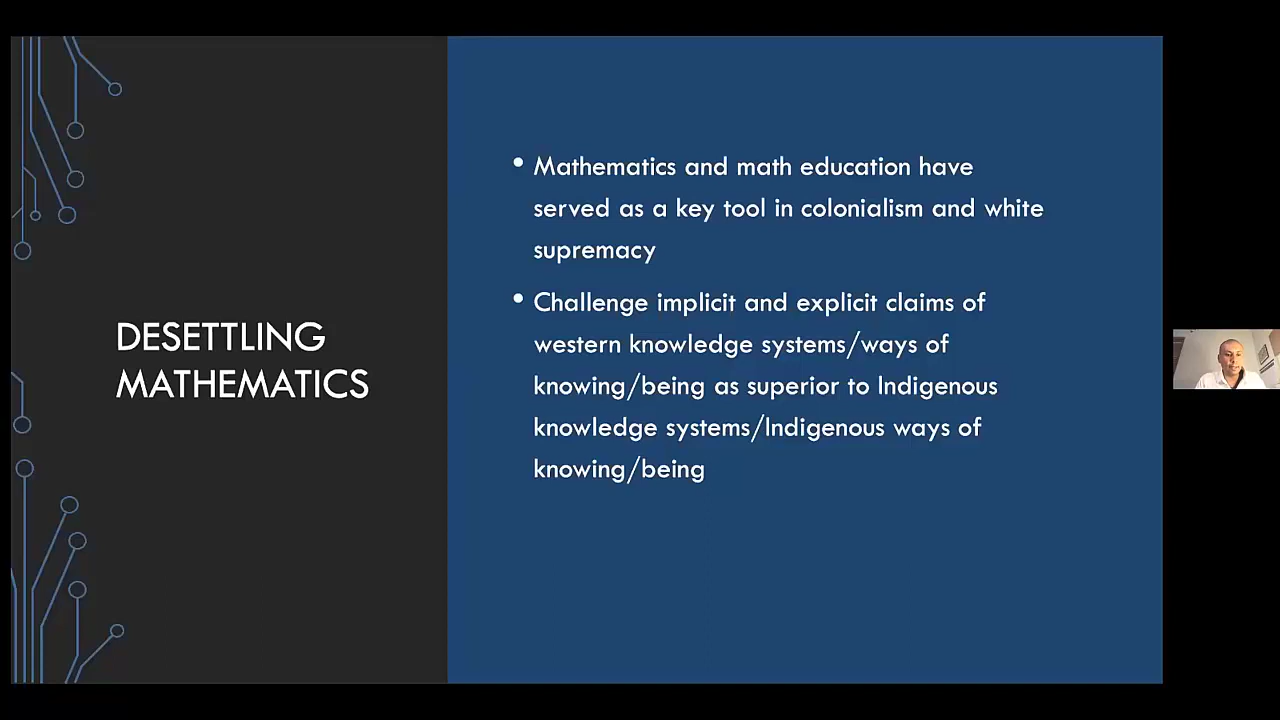 DESETTLING
MATHEMATICS
• Mathematics and math education have
served as a key tool in colonialism and white
supremacy
• Challenge implicit and explicit claims of
western knowledge systems/ways of
knowing/being as superior to Indigenous
knowledge systems/Indigenous ways of
knowing/being